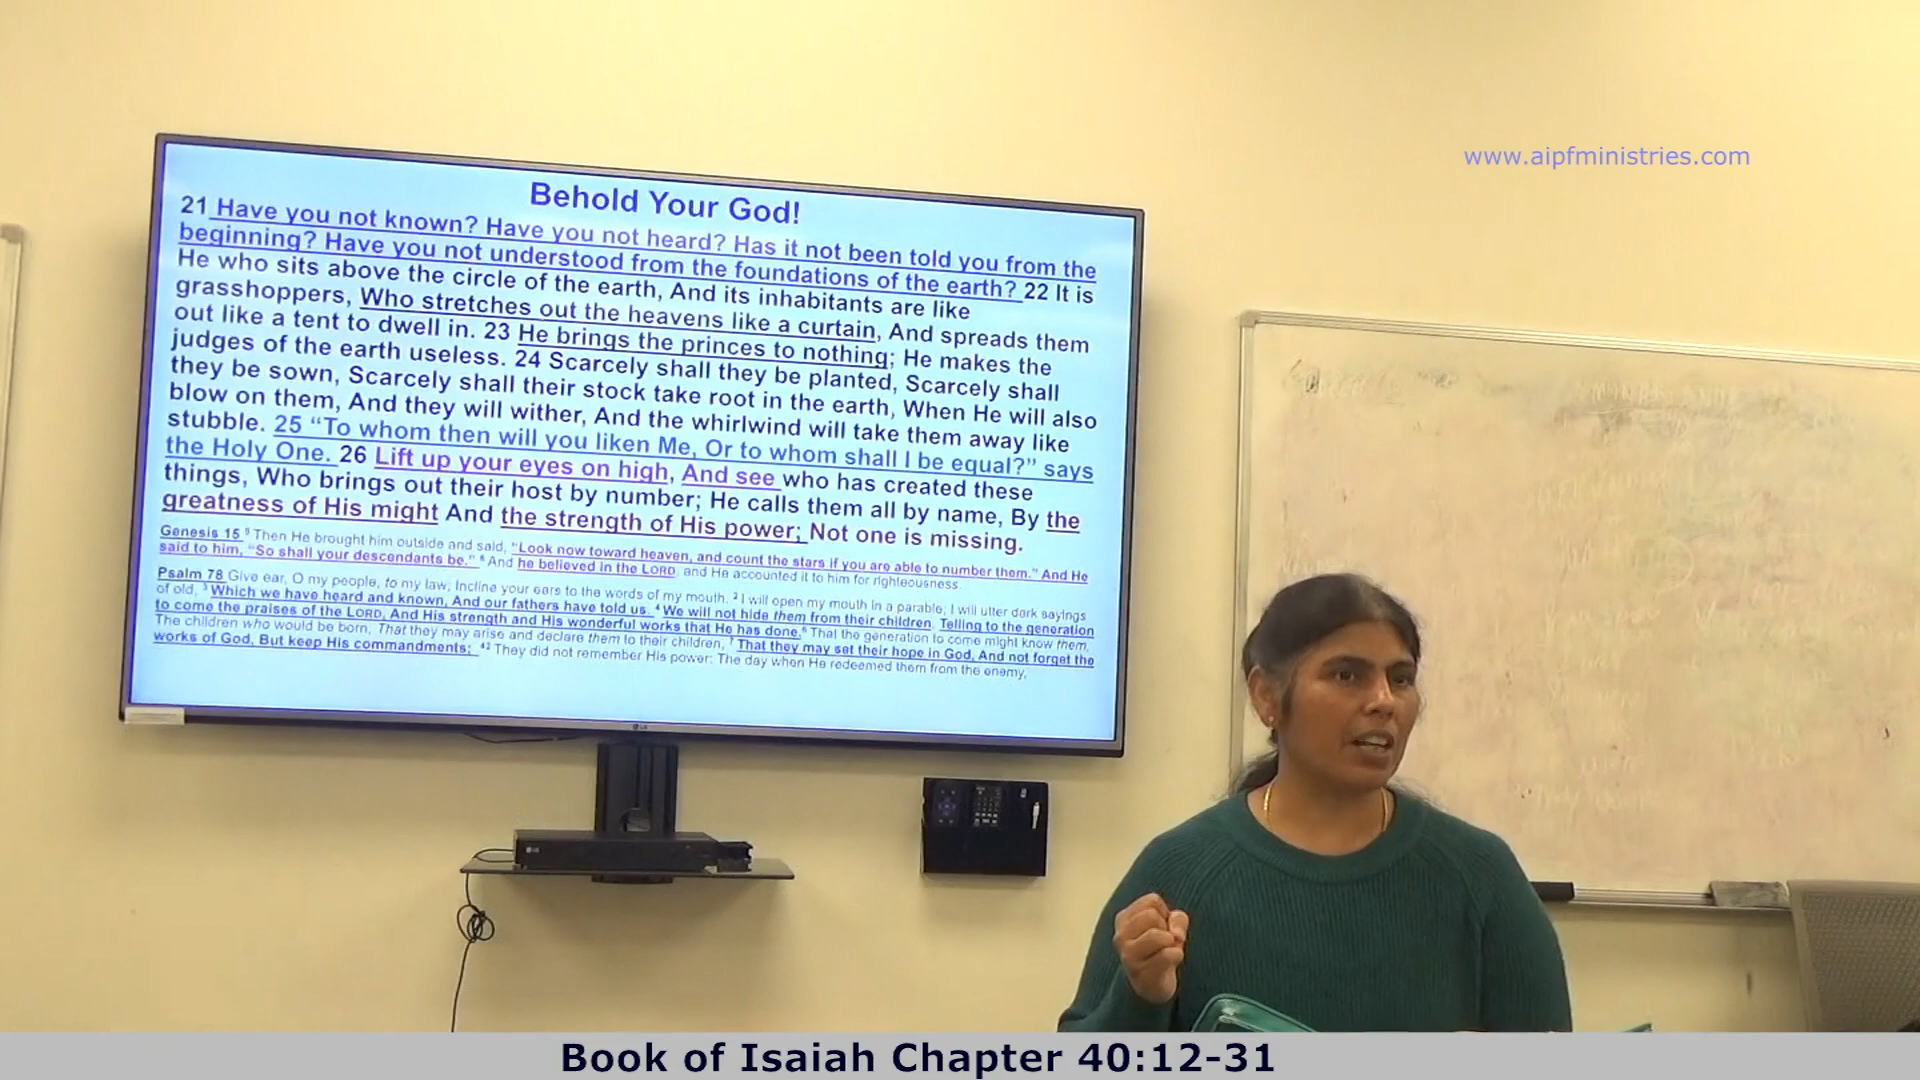 www.aipfministries.com
Behold Your God!
21 Have you not known? Have you not heard? Has it not been told you from the
beginning? Have you not understood from the foundations of the earth? 22 It is
He who sits above the circle of the earth, And its inhabitants are like
grasshoppers, Who stretches out the heavens like a curtain, And spreads them
out like a tent to dwell in. 23 He brings the princes to nothing; He makes the
judges of the earth useless. 24 Scarcely shall they be planted, Scarcely shall
they be sown, Scarcely shall their stock take root in the earth, When He will also
blow on them, And they will wither, And the whirlwind will take them away like
stubble. 25 “To whom then will you liken Me, Or to whom shall I be equal?” says
the Holy One. 26 Lift up your eyes on high, And see who has created these
things, Who brings out their host by number; He calls them all by name, By the
greatness of His might And the strength of His power; Not one is missing.
Genesis 15 ⁵ Then He brought him outside and said, “Look now toward heaven, and count the stars if you are able to number them.” And He
said to him, “So shall your descendants be.” ⁶ And he believed in the LORD, and He accounted it to him for righteousness.
Psalm 78 Give ear, O my people, to my law; Incline your ears to the words of my mouth. ² I will open my mouth in a parable; I will utter dark sayings
of old, ³ Which we have heard and known, And our fathers have told us. ⁴ We will not hide them from their children, Telling to the generation
to come the praises of the LORD, And His strength and His wonderful works that He has done. ⁶ That the generation to come might know them,
The children who would be born, That they may arise and declare them to their children, ⁷ That they may set their hope in God, And not forget the
works of God, But keep His commandments; ⁴² They did not remember His power: The day when He redeemed them from the enemy,
LG
LG
Book of Isaiah Chapter 40:12-31